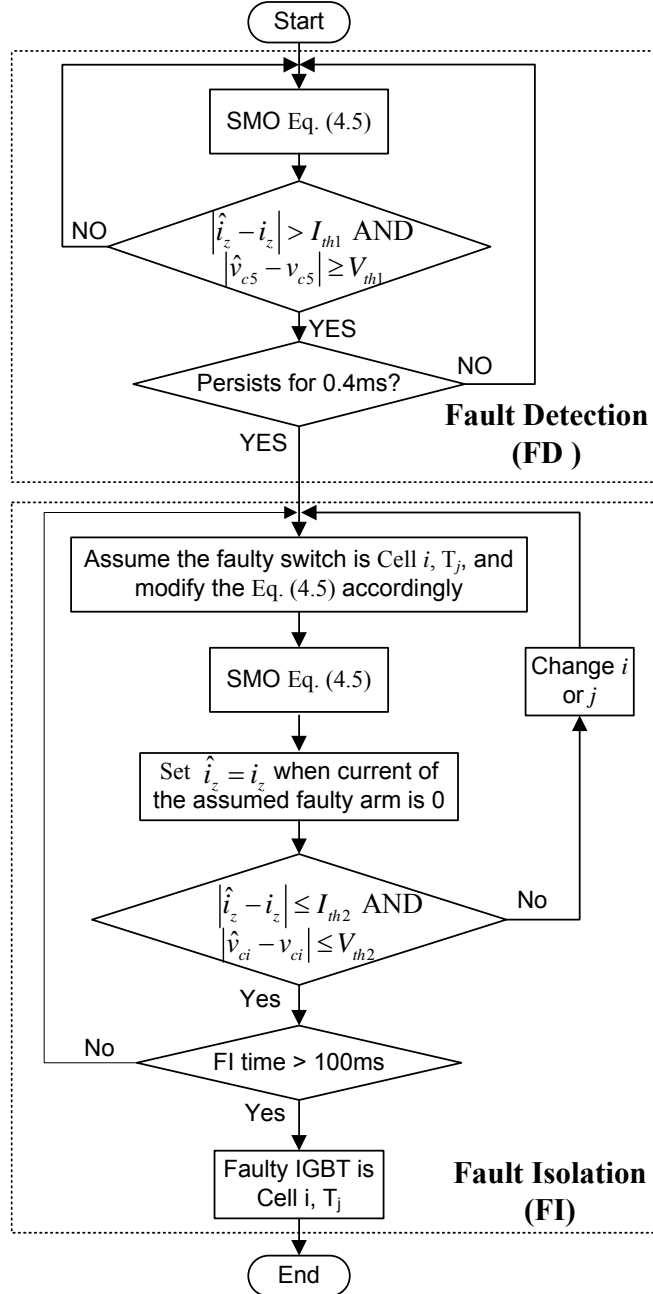 Start
SMO Eq. (4.5)
|î_z − i_z| > I_th1 AND
|v̂_c5 − v_c5| ≥ V_th1
NO
YES
Persists for 0.4ms?
NO
YES
Fault Detection
(FD )
Assume the faulty switch is Cell i, T_j, and
modify the Eq. (4.5) accordingly
SMO Eq. (4.5)
Change i
or j
Set î_z = i_z when current of
the assumed faulty arm is 0
|î_z − i_z| ≤ I_th2 AND
|v̂_ci − v_ci| ≤ V_th2
No
Yes
FI time > 100ms
No
Yes
Faulty IGBT is
Cell i, T_j
Fault Isolation
(FI)
End